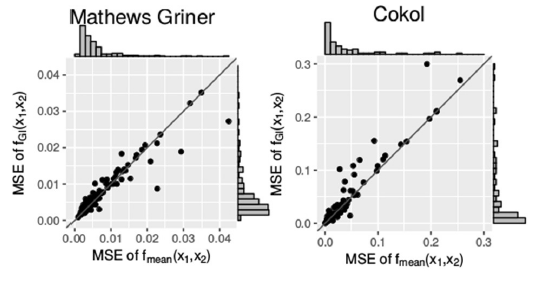 Mathews Griner
Cokol
MSE of fGI(x1,x2)
0.04
0.03
0.02
0.01
0.00
0.00 0.01 0.02 0.03 0.04
MSE of fmean(x1,x2)
MSE of fGI(x1,x2)
0.3
0.2
0.1
0.0
0.0 0.1 0.2 0.3
MSE of fmean(x1,x2)